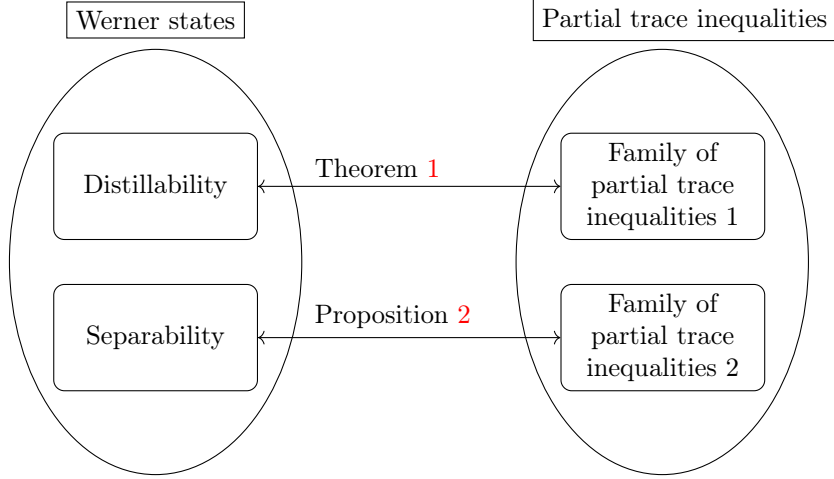 Werner states
Partial trace inequalities
Distillability
Theorem 1
Family of
partial trace
inequalities 1
Separability
Proposition 2
Family of
partial trace
inequalities 2